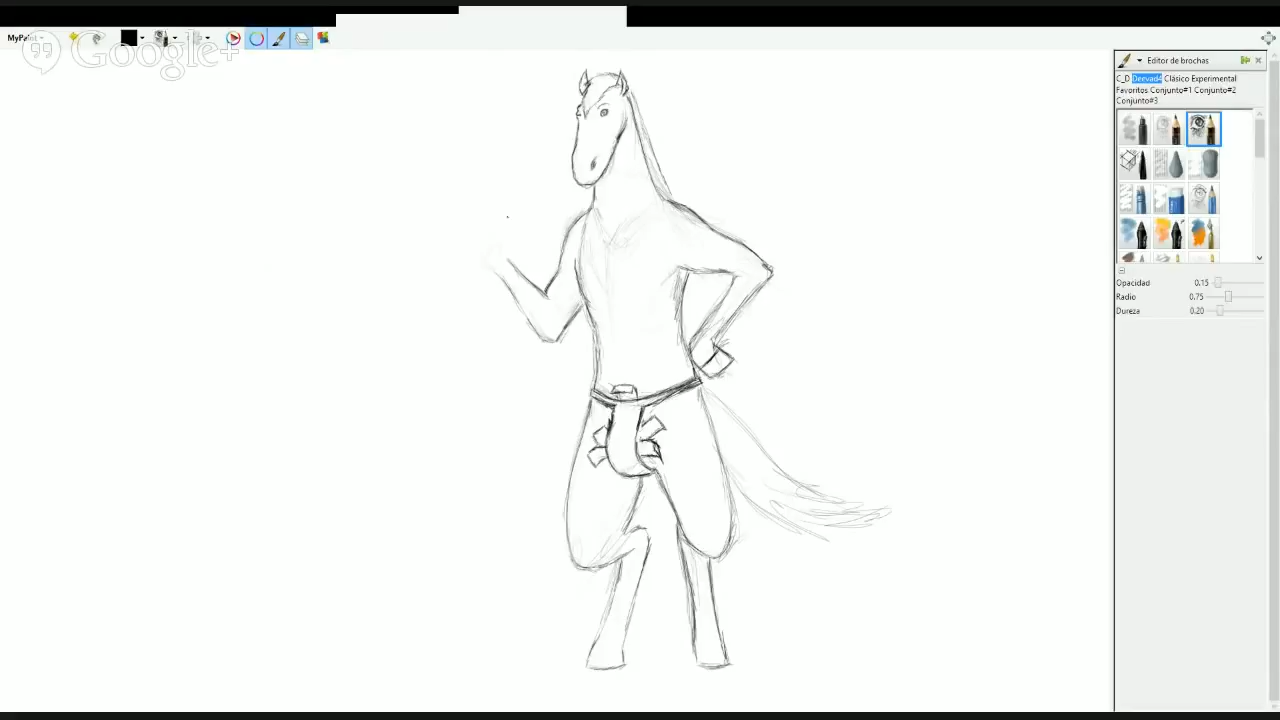 MyPaint
Google+
Editor de brochas
C_D Deevad4 Clásico Experimental
Favoritos Conjunto#1 Conjunto#2
Conjunto#3
Opacidad 0.15
Radio 0.75
Dureza 0.20